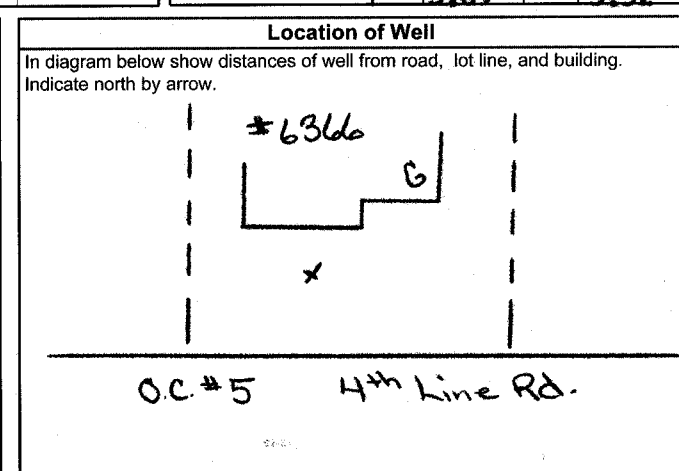 Location of Well
In diagram below show distances of well from road, lot line, and building.
Indicate north by arrow.
#6366
G
x
O.C. #5 4th Line Rd.